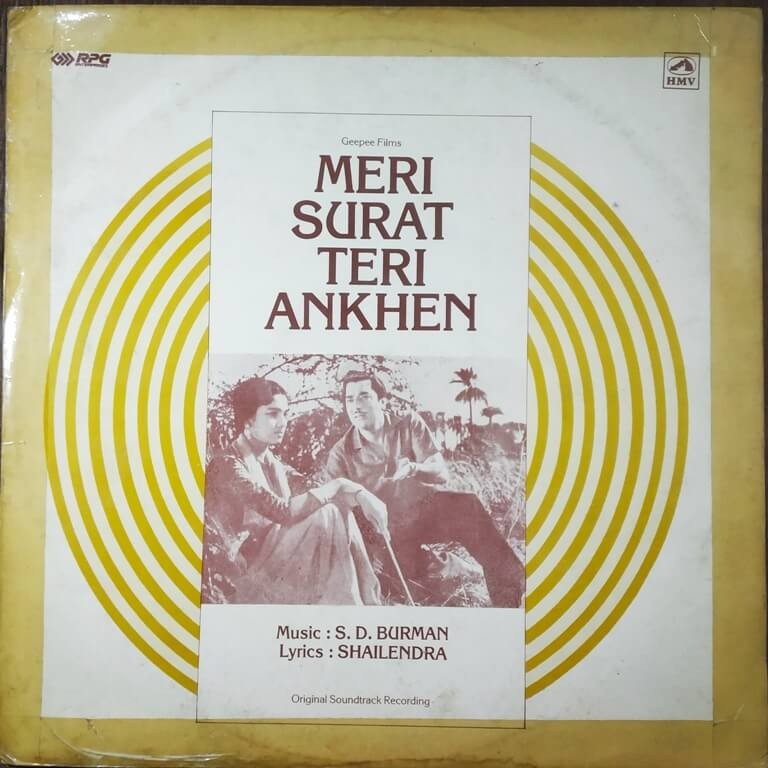 RPG
HMV
Geepee Films
MERI
SURAT
TERI
ANKHEN
Music : S. D. BURMAN
Lyrics : SHAILENDRA
Original Soundtrack Recording